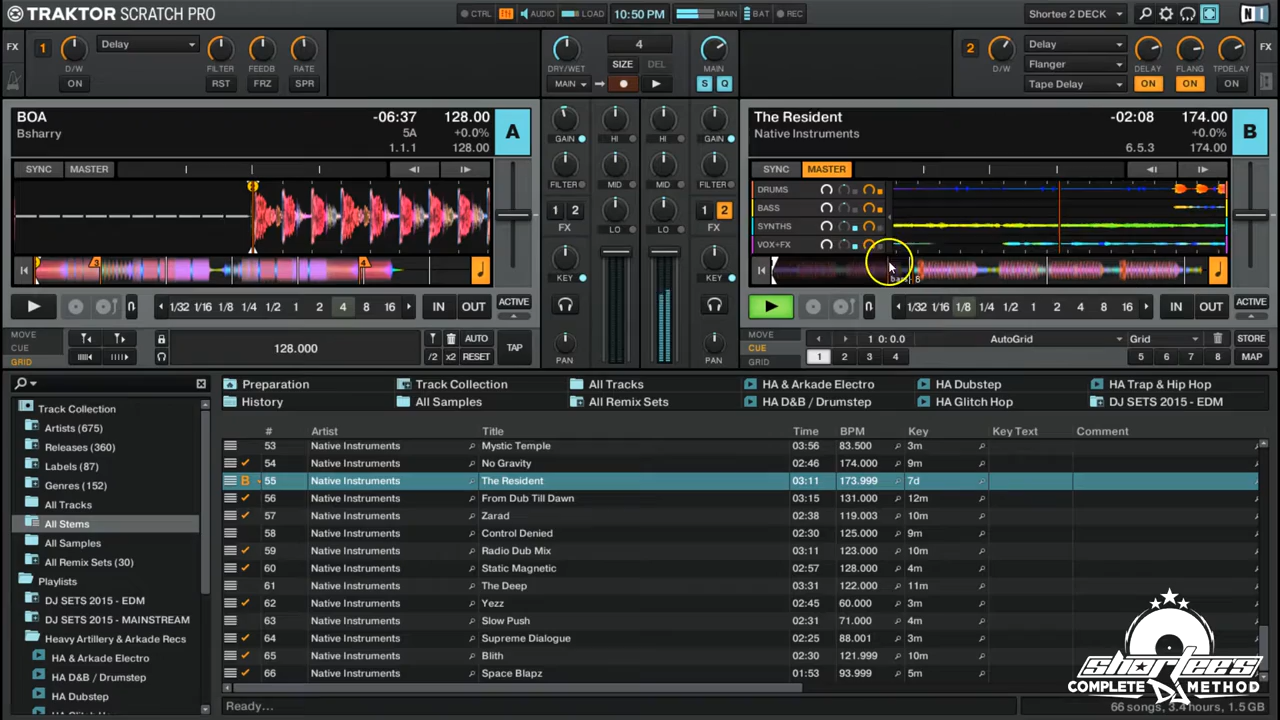 TRAKTOR SCRATCH PRO
CTRL AUDIO LOAD 10:50 PM MAIN BAT REC
Shortee 2 DECK
FX 1 Delay
D/W FILTER FEEDB RATE
ON RST FRZ SPR
DRY/WET 4 MAIN
SIZE DEL
MAIN S Q
2 Delay DELAY FLANG TPDELAY FX
D/W Flanger
Tape Delay ON ON ON
BOA -06:37 128.00 A
Bsharry 5A +0.0%
1.1.1 128.00
SYNC MASTER
1/32 1/16 1/8 1/4 1/2 1 2 4 8 16 IN OUT ACTIVE
MOVE
CUE
GRID
128.000
AUTO
/2 x2 RESET
TAP
GAIN HI HI GAIN
FILTER MID MID FILTER
1 2 LO LO 1 2
FX FX
KEY KEY
PAN PAN
The Resident -02:08 174.00 B
Native Instruments +0.0%
6.5.3 174.00
SYNC MASTER
DRUMS
BASS
SYNTHS
VOX+FX
1/32 1/16 1/8 1/4 1/2 1 2 4 8 16 IN OUT ACTIVE
MOVE
CUE
GRID
1 0: 0.0 AutoGrid Grid STORE
1 2 3 4 5 6 7 8 MAP
Track Collection
Artists (675)
Releases (360)
Labels (87)
Genres (152)
All Tracks
All Stems
All Samples
All Remix Sets (30)
Playlists
DJ SETS 2015 - EDM
DJ SETS 2015 - MAINSTREAM
Heavy Artillery & Arkade Recs
HA & Arkade Electro
HA D&B / Drumstep
HA Dubstep
Preparation Track Collection All Tracks HA & Arkade Electro HA Dubstep HA Trap & Hip Hop
History All Samples All Remix Sets HA D&B / Drumstep HA Glitch Hop DJ SETS 2015 - EDM
# Artist Title Time BPM Key Key Text Comment
53 Native Instruments Mystic Temple 03:56 83.500 3m
54 Native Instruments No Gravity 02:46 174.000 9m
B 55 Native Instruments The Resident 03:11 173.999 7d
56 Native Instruments From Dub Till Dawn 03:15 131.000 12m
57 Native Instruments Zarad 02:38 119.003 10m
58 Native Instruments Control Denied 02:30 125.000 9m
59 Native Instruments Radio Dub Mix 03:11 123.000 10m
60 Native Instruments Static Magnetic 02:57 128.000 4m
61 Native Instruments The Deep 03:31 122.000 11m
62 Native Instruments Yezz 02:45 60.000 3m
63 Native Instruments Slow Push 02:31 71.000 4m
64 Native Instruments Supreme Dialogue 02:25 88.001 3m
65 Native Instruments Blith 02:30 121.999 10m
66 Native Instruments Space Blapz 02:31 93.999 5m
Ready...
66 songs, 3.4 hours, 1.5 GB
shortee's
COMPLETE DJ METHOD